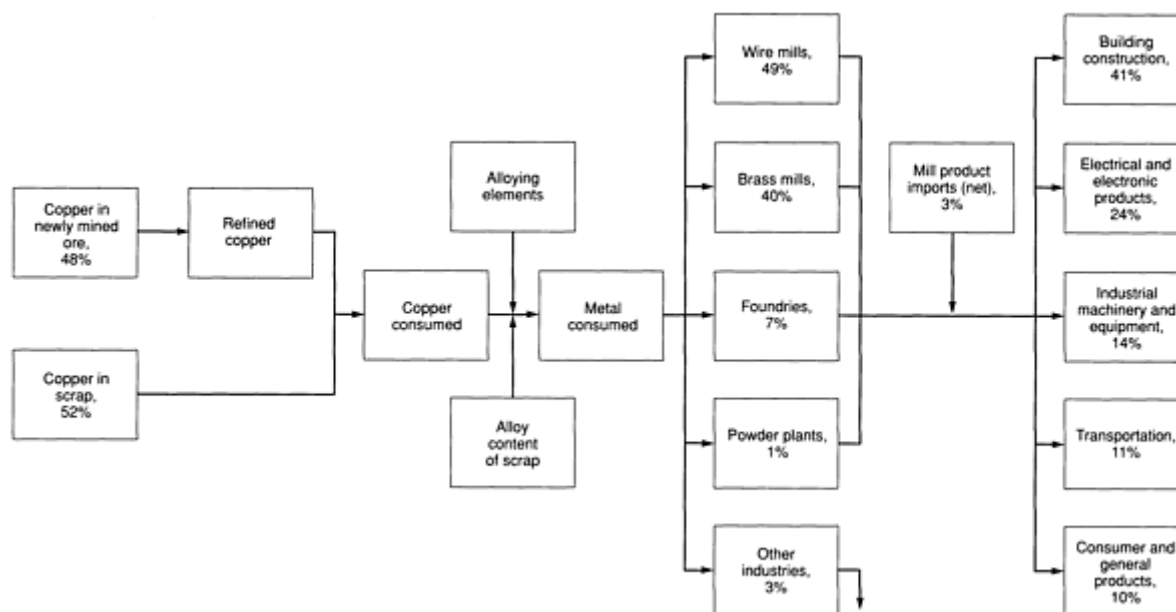 Copper in
newly mined
ore,
48%
Refined
copper
Copper in
scrap,
52%
Copper
consumed
Alloying
elements
Alloy
content
of scrap
Metal
consumed
Wire mills,
49%
Brass mills,
40%
Foundries,
7%
Powder plants,
1%
Other
industries,
3%
Mill product
imports (net),
3%
Building
construction,
41%
Electrical and
electronic
products,
24%
Industrial
machinery and
equipment,
14%
Transportation,
11%
Consumer and
general
products,
10%